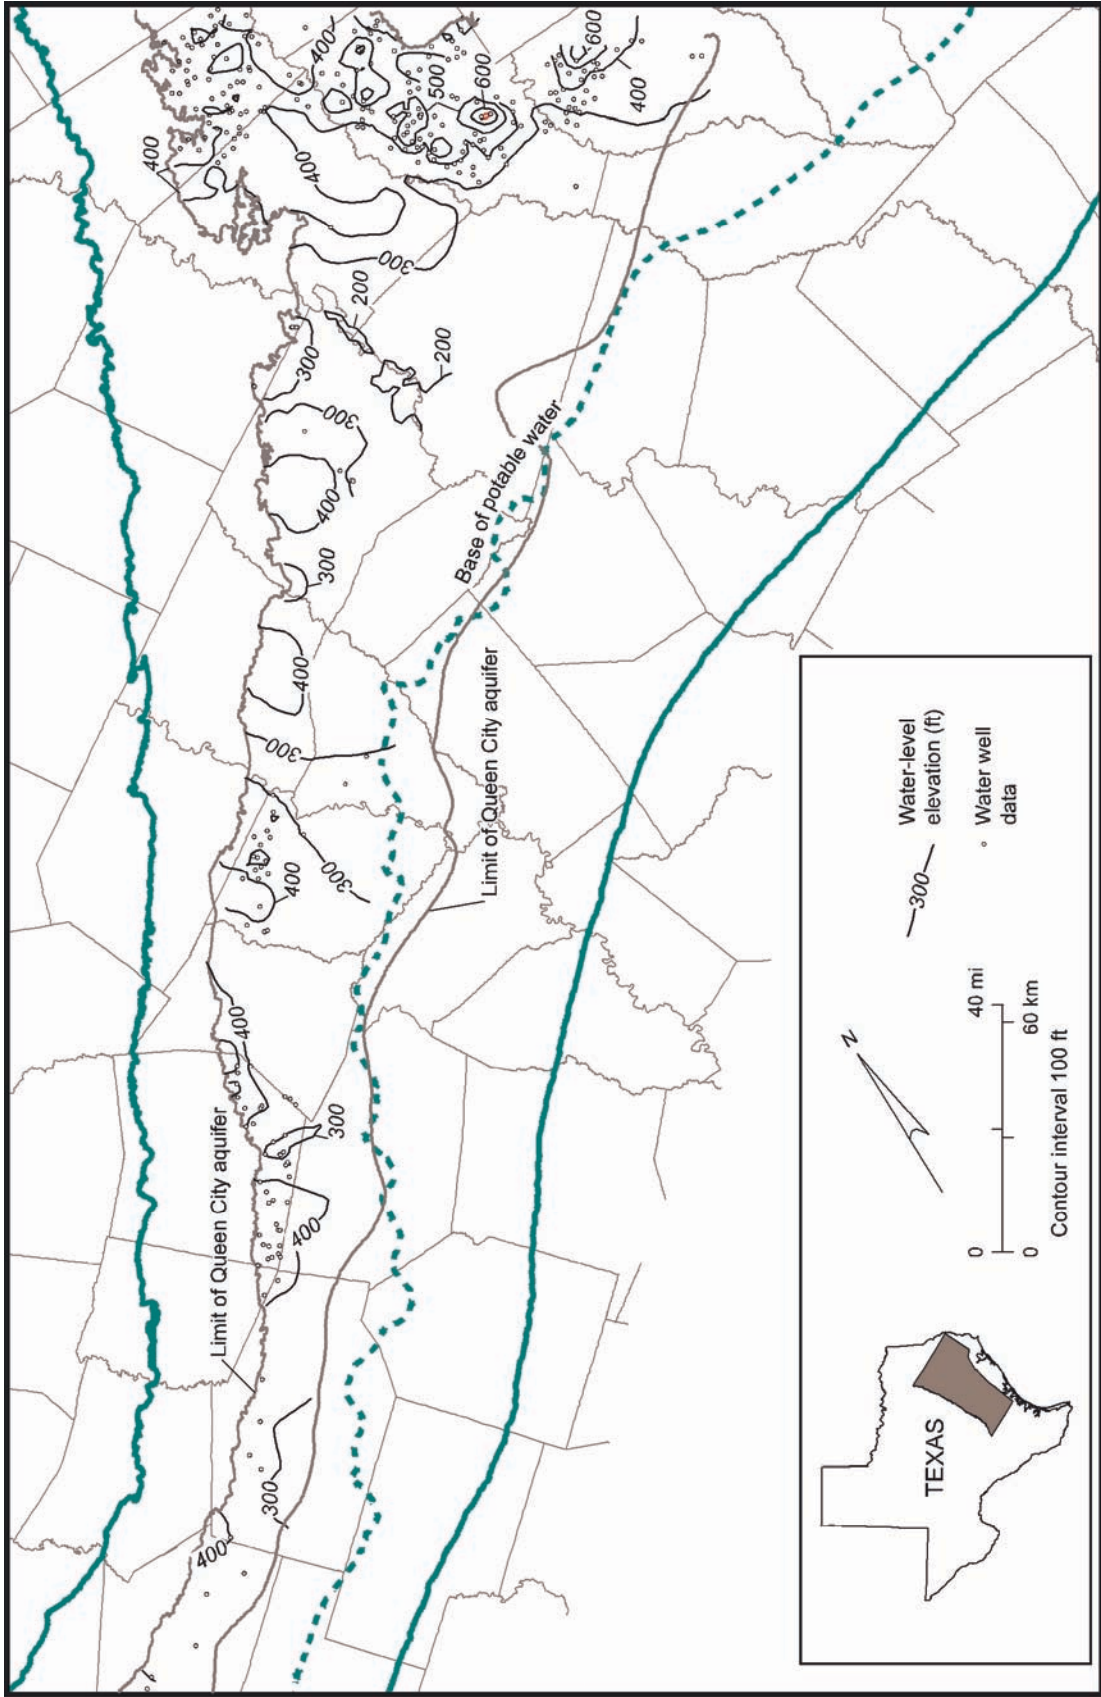 400
400
Limit of Queen City aquifer
400
300
300
400
400
400
400
300
400
300
400
300
300
300
200
300
500
200
600
Base of potable water
Limit of Queen City aquifer
600
400
TEXAS
N
0
40 mi
0
60 km
Contour interval 100 ft
300
Water-level
elevation (ft)
Water well
data